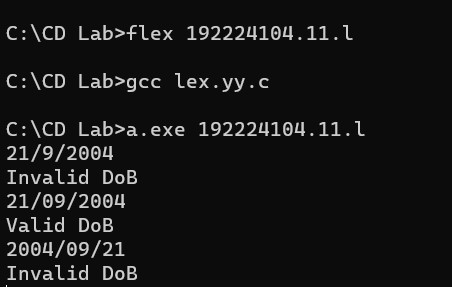 C:\CD Lab>flex 192224104.11.l
C:\CD Lab>gcc lex.yy.c
C:\CD Lab>a.exe 192224104.11.l
21/9/2004
Invalid DoB
21/09/2004
Valid DoB
2004/09/21
Invalid DoB